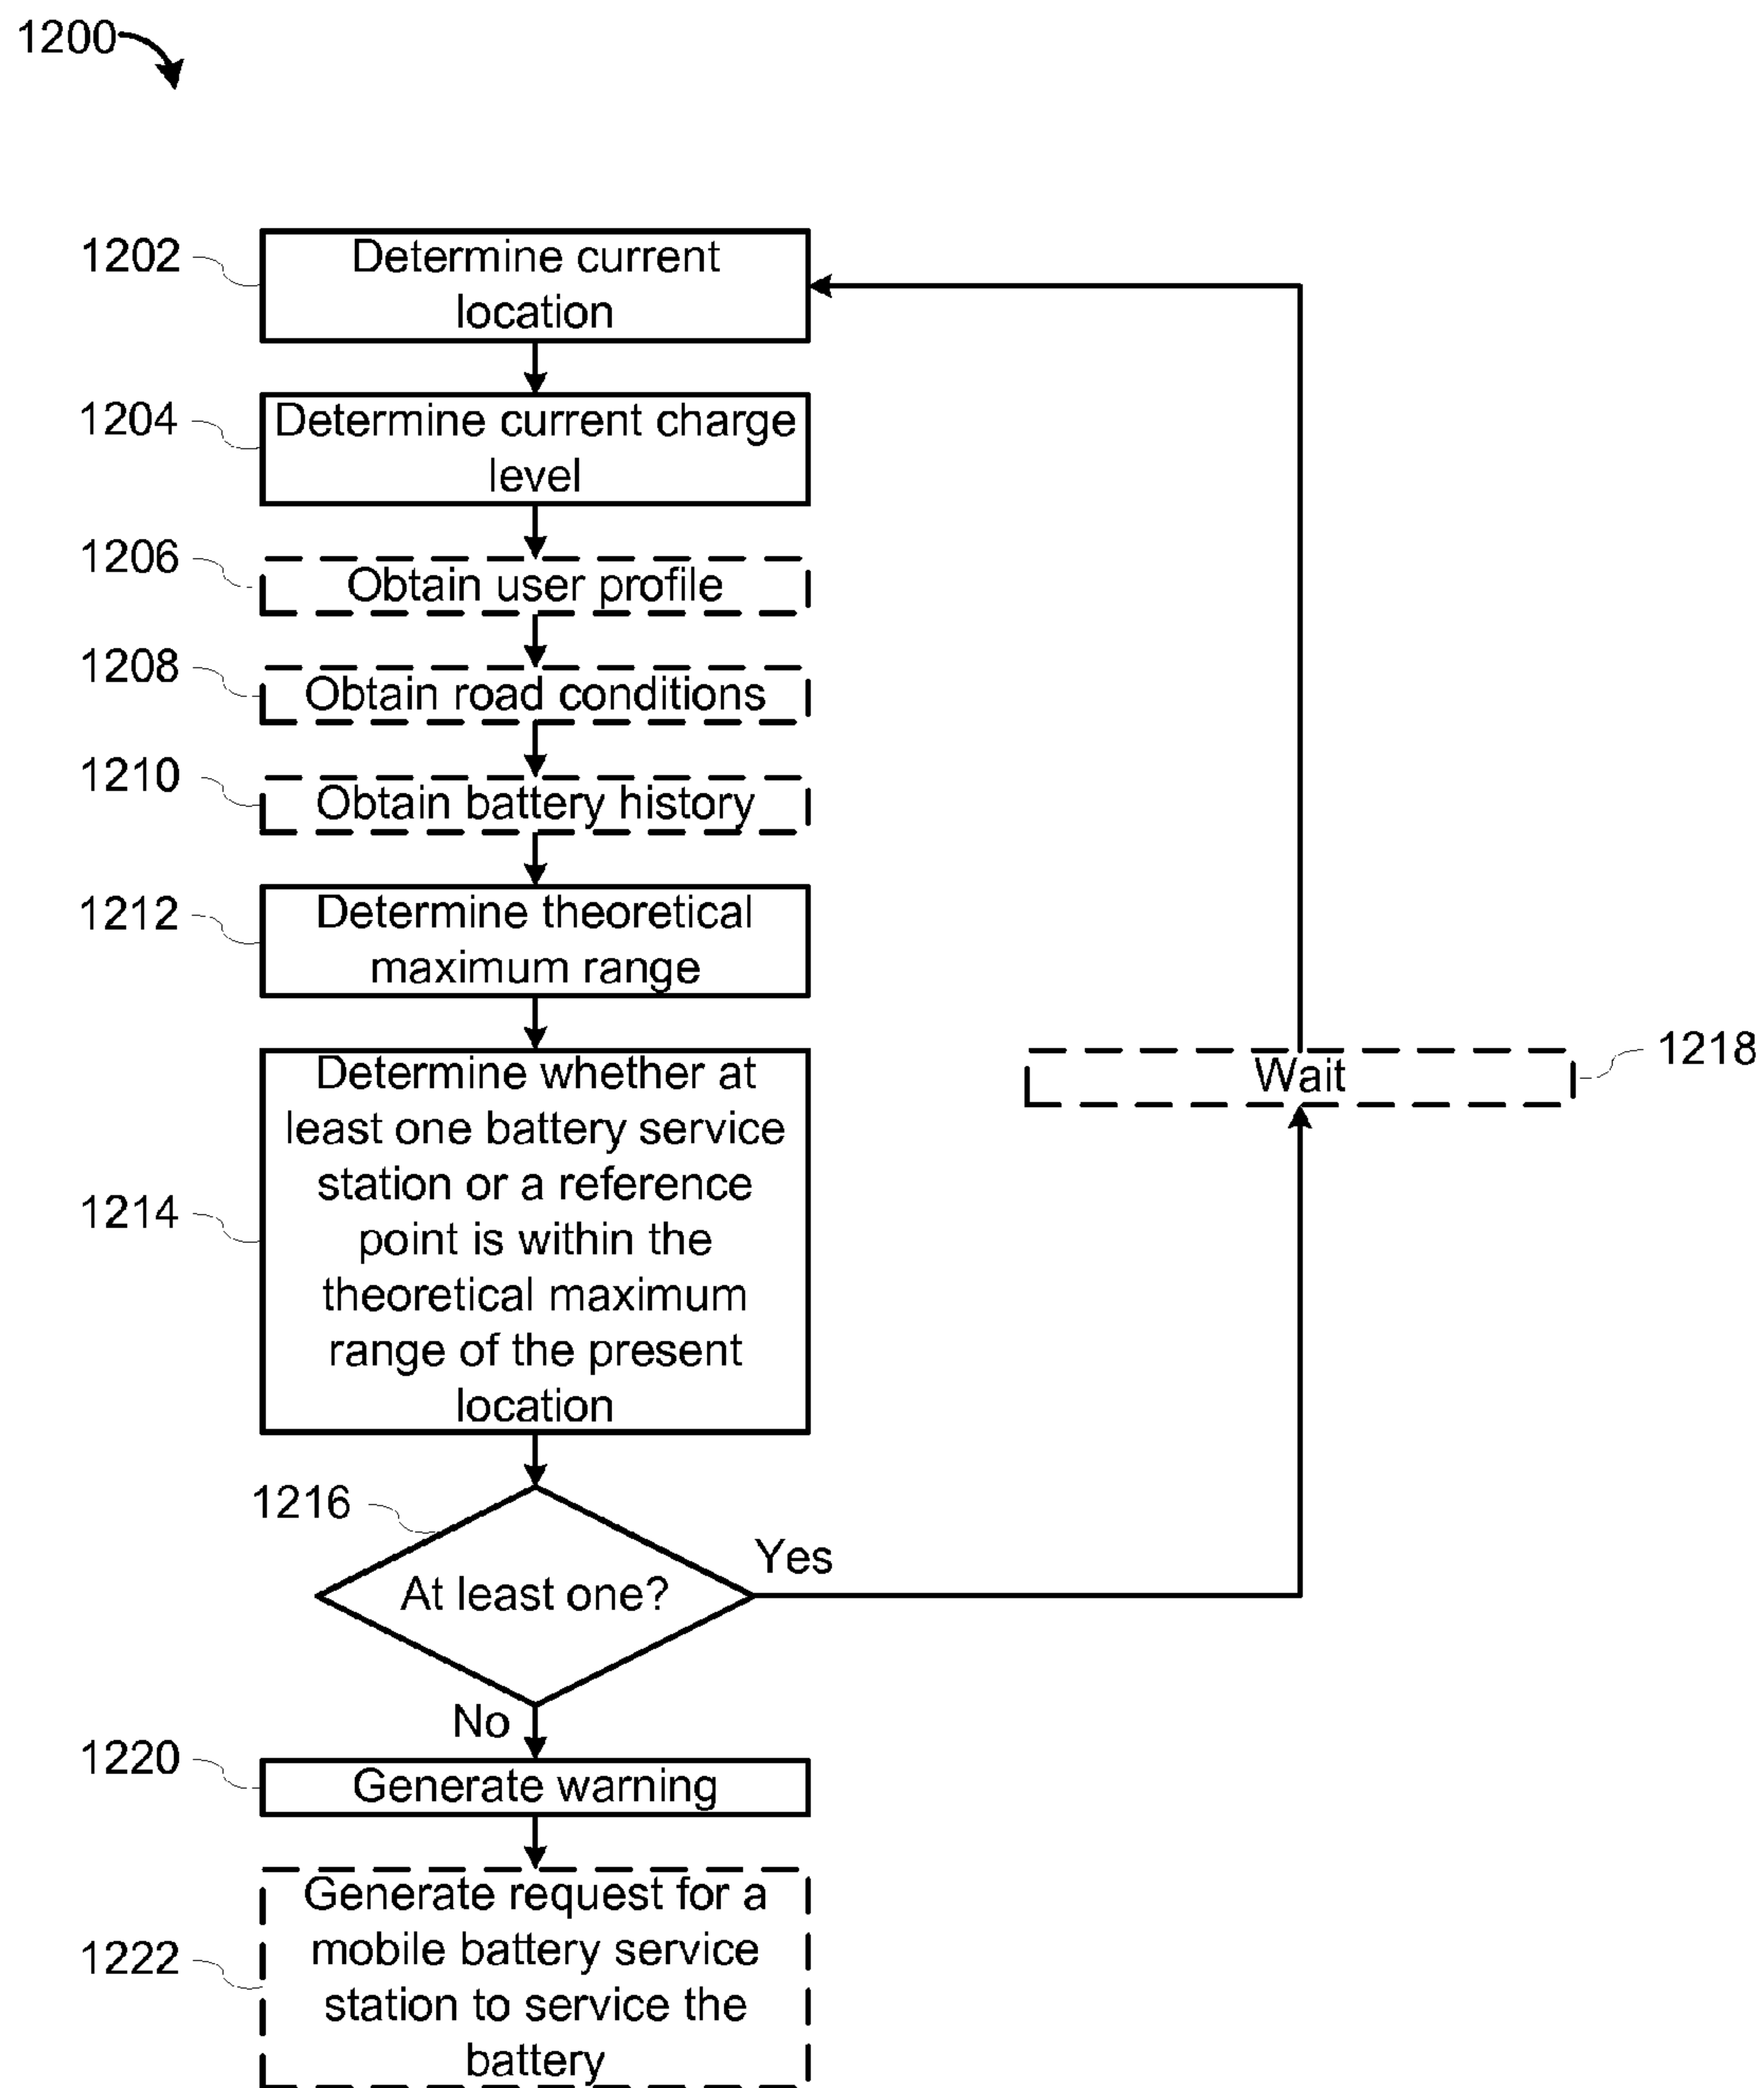 1200
1202
Determine current
location
1204
Determine current charge
level
1206
Obtain user profile
1208
Obtain road conditions
1210
Obtain battery history
1212
Determine theoretical
maximum range
1214
Determine whether at
least one battery service
station or a reference
point is within the
theoretical maximum
range of the present
location
Wait
1218
1216
At least one?
Yes
No
1220
Generate warning
1222
Generate request for a
mobile battery service
station to service the
battery